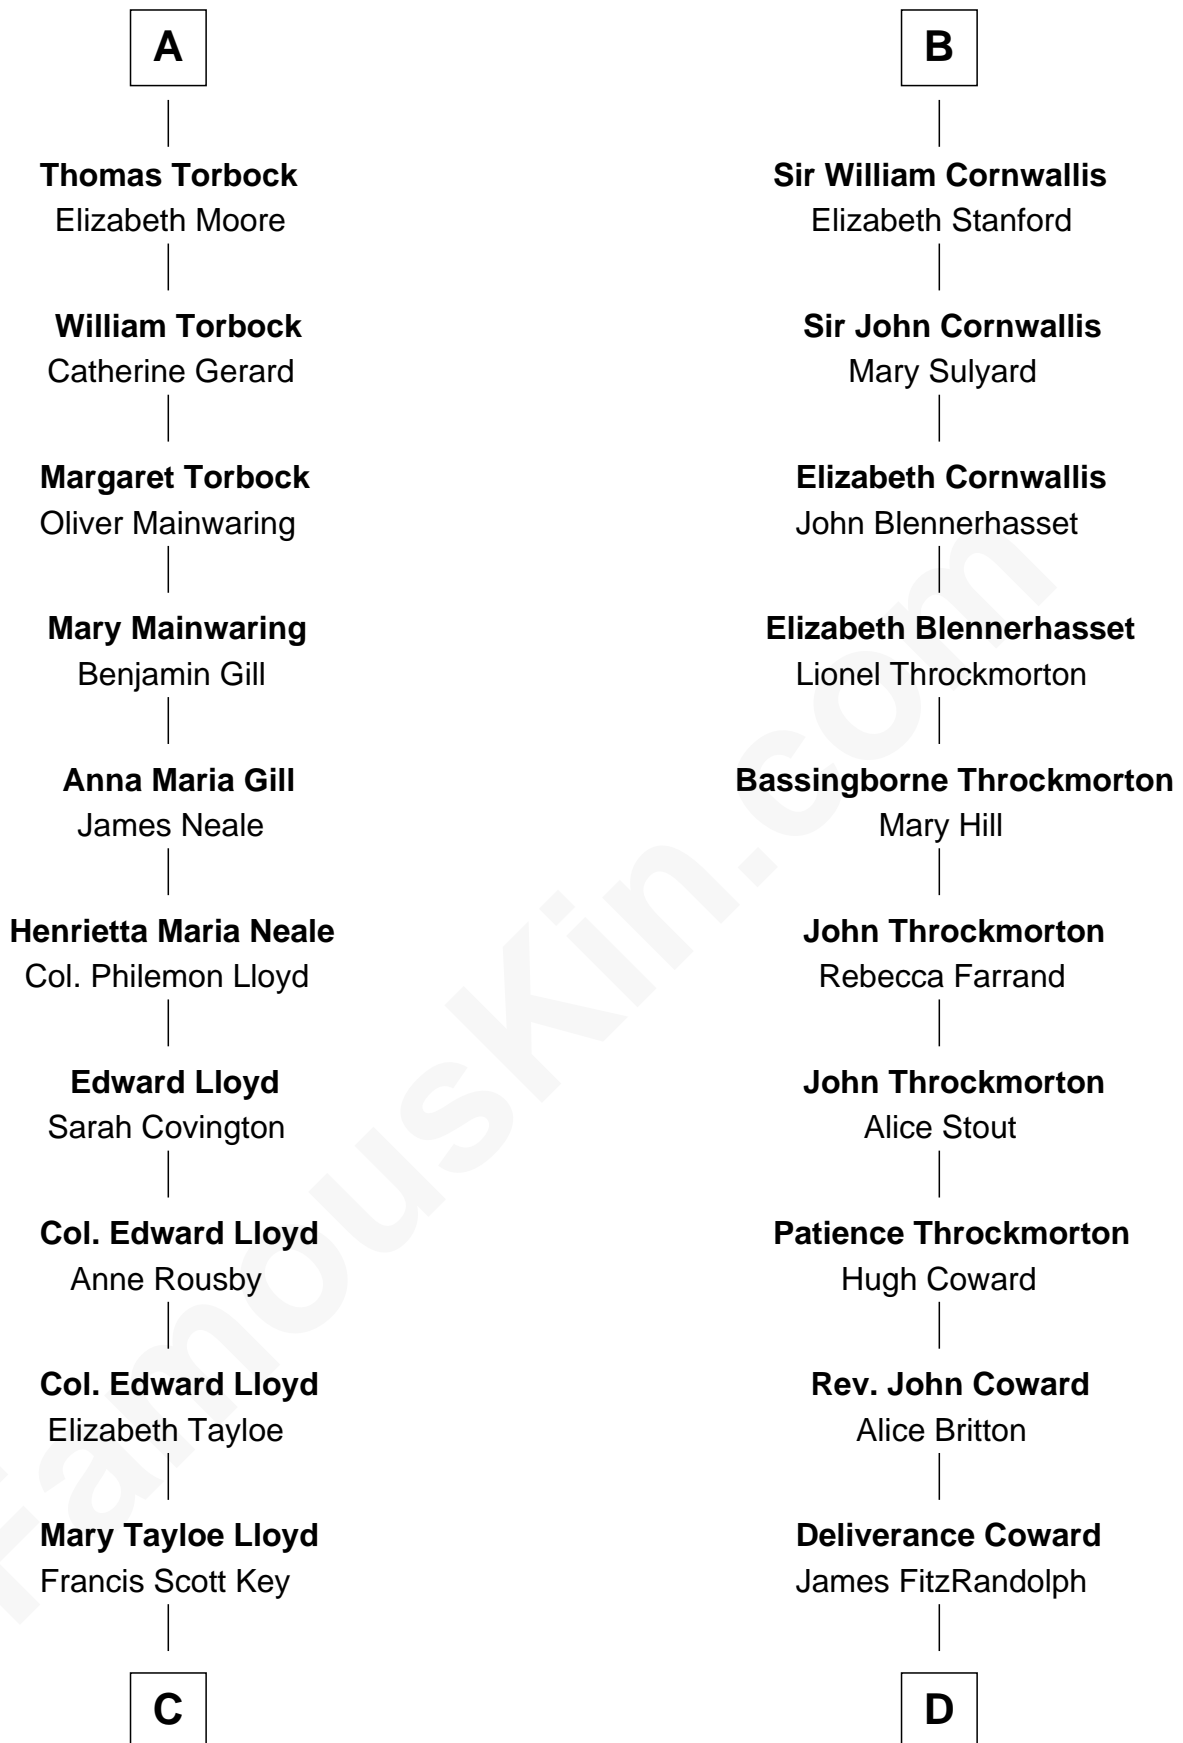 A
Thomas Torbock
Elizabeth Moore
William Torbock
Catherine Gerard
Margaret Torbock
Oliver Mainwaring
Mary Mainwaring
Benjamin Gill
Anna Maria Gill
James Neale
Henrietta Maria Neale
Col. Philemon Lloyd
Edward Lloyd
Sarah Covington
Col. Edward Lloyd
Anne Rousby
Col. Edward Lloyd
Elizabeth Tayloe
Mary Tayloe Lloyd
Francis Scott Key
C
B
Sir William Cornwallis
Elizabeth Stanford
Sir John Cornwallis
Mary Sulyard
Elizabeth Cornwallis
John Blennerhasset
Elizabeth Blennerhasset
Lionel Throckmorton
Bassingborne Throckmorton
Mary Hill
John Throckmorton
Rebecca Farrand
John Throckmorton
Alice Stout
Patience Throckmorton
Hugh Coward
Rev. John Coward
Alice Britton
Deliverance Coward
James FitzRandolph
D
FamousKin.com